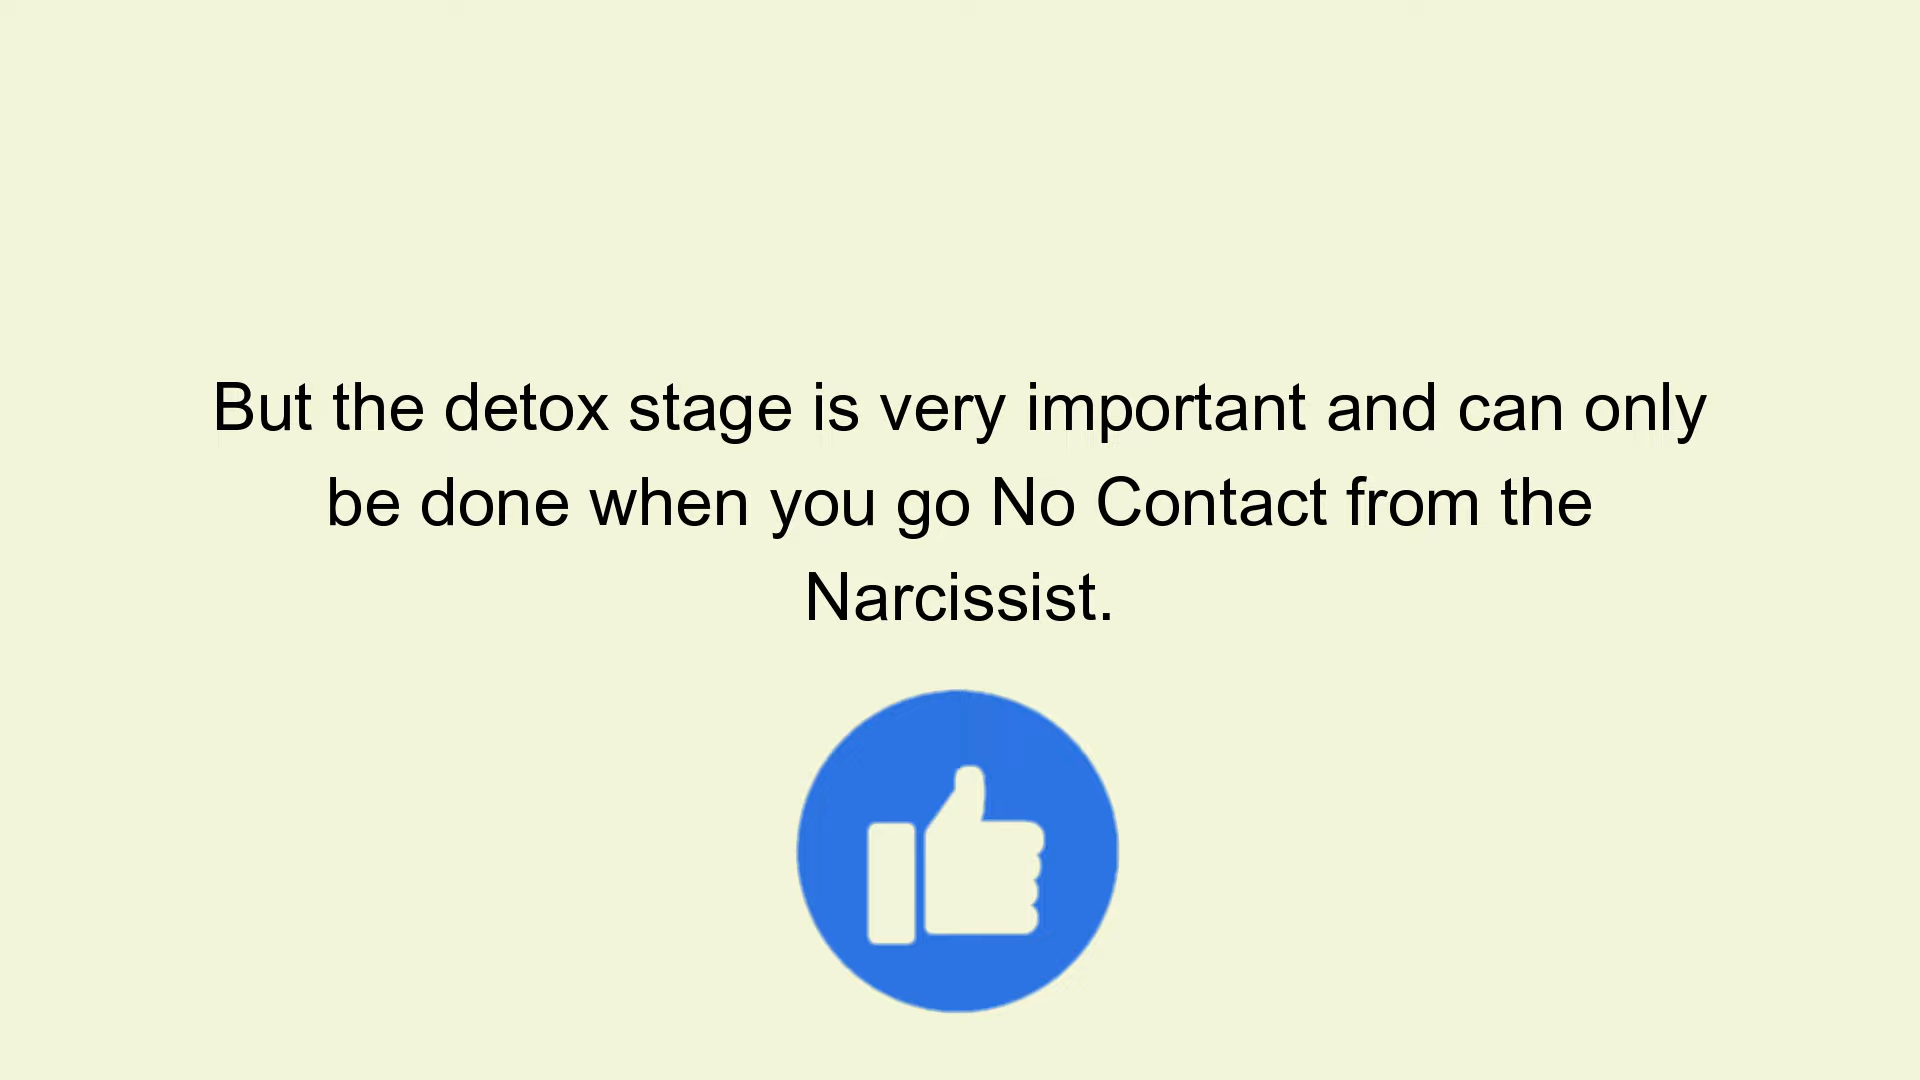 But the detox stage is very important and can only
be done when you go No Contact from the
Narcissist.